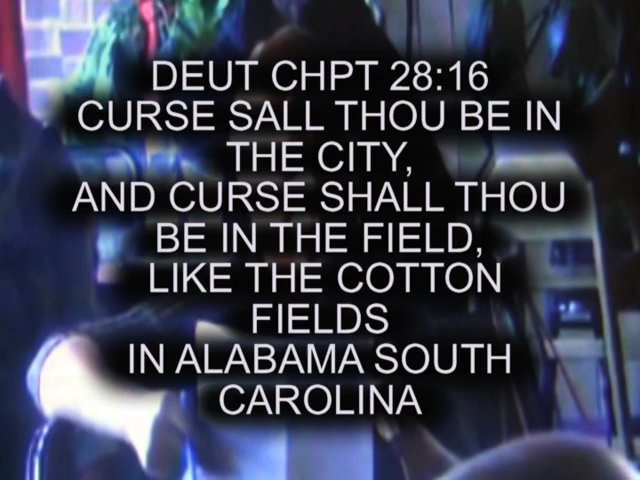 DEUT CHPT 28:16
CURSE SALL THOU BE IN
THE CITY,
AND CURSE SHALL THOU
BE IN THE FIELD,
LIKE THE COTTON
FIELDS
IN ALABAMA SOUTH
CAROLINA